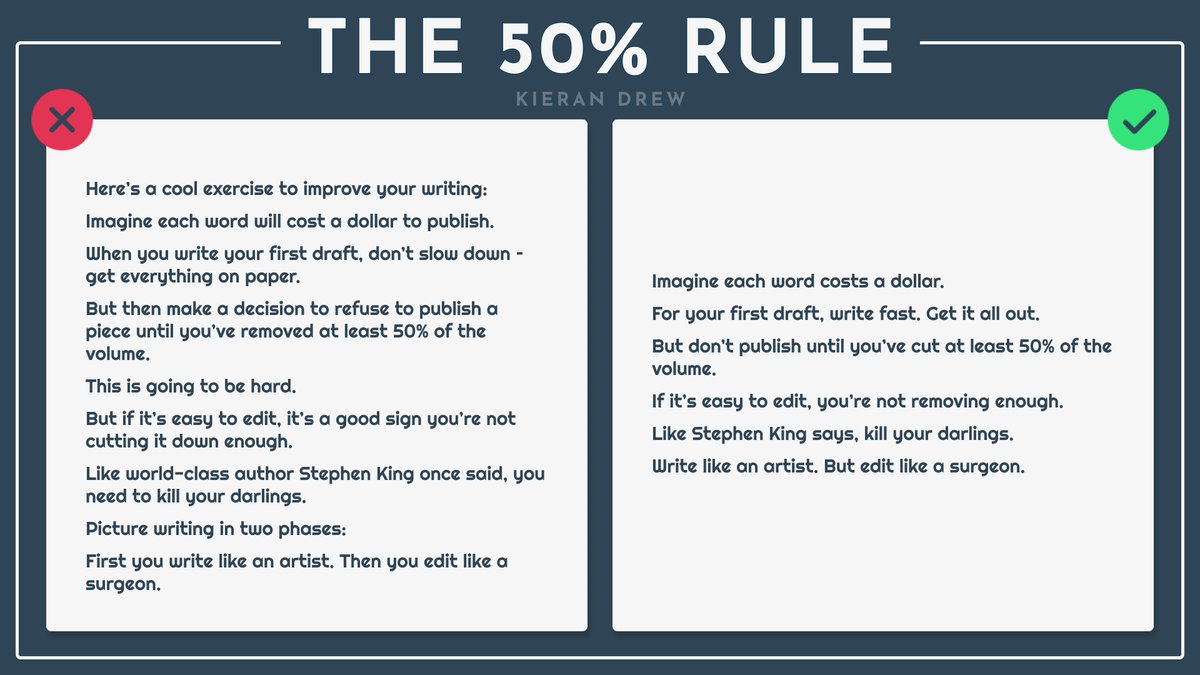 THE 50% RULE
KIERAN DREW
Here's a cool exercise to improve your writing:
Imagine each word will cost a dollar to publish.
When you write your first draft, don't slow down -
get everything on paper.
But then make a decision to refuse to publish a
piece until you've removed at least 50% of the
volume.
This is going to be hard.
But if it's easy to edit, it's a good sign you're not
cutting it down enough.
Like world-class author Stephen King once said, you
need to kill your darlings.
Picture writing in two phases:
First you write like an artist. Then you edit like a
surgeon.
Imagine each word costs a dollar.
For your first draft, write fast. Get it all out.
But don't publish until you've cut at least 50% of the
volume.
If it's easy to edit, you're not removing enough.
Like Stephen King says, kill your darlings.
Write like an artist. But edit like a surgeon.